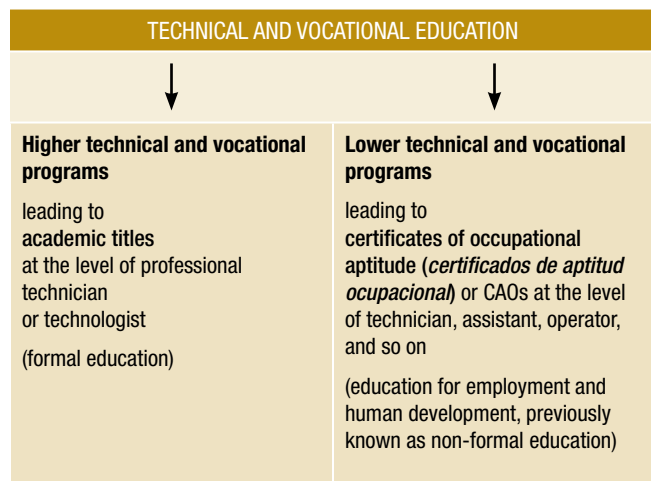 TECHNICAL AND VOCATIONAL EDUCATION
Higher technical and vocational
programs
leading to
academic titles
at the level of professional
technician
or technologist
(formal education)
Lower technical and vocational
programs
leading to
certificates of occupational
aptitude (certificados de aptitud
ocupacional) or CAOs at the level
of technician, assistant, operator,
and so on
(education for employment and
human development, previously
known as non-formal education)